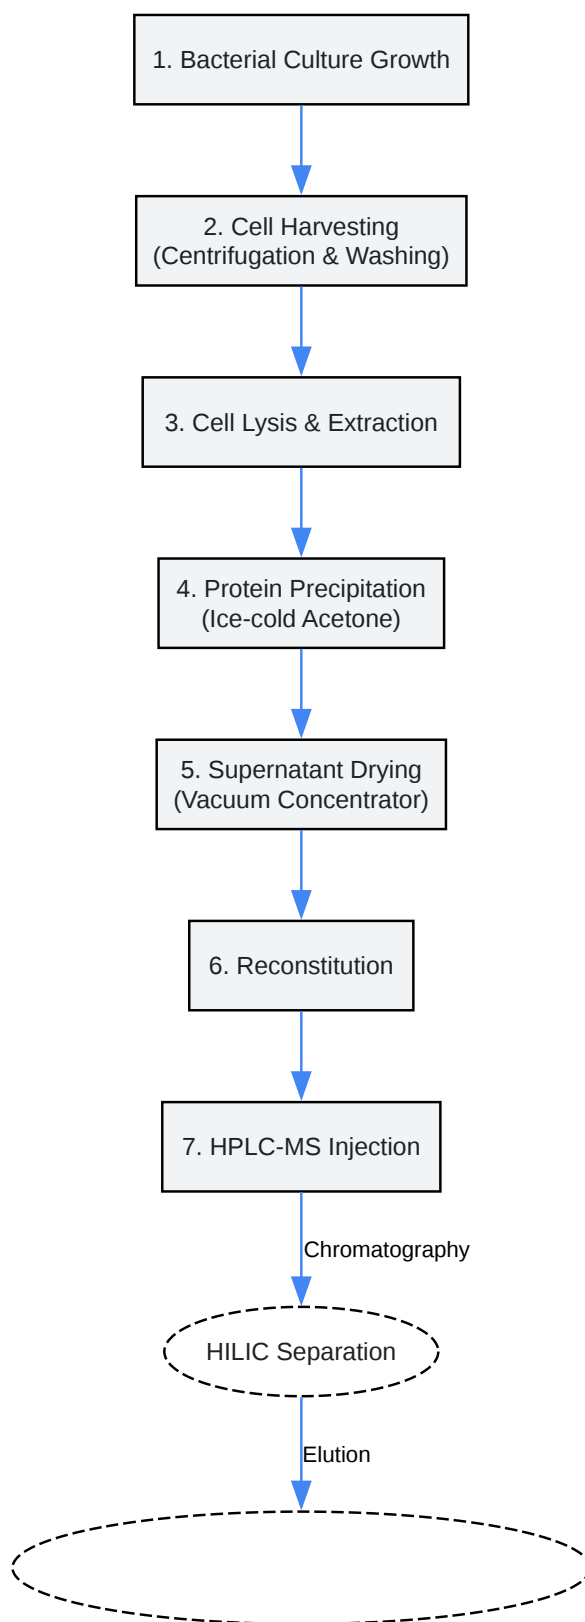 1. Bacterial Culture Growth
2. Cell Harvesting
(Centrifugation & Washing)
3. Cell Lysis & Extraction
4. Protein Precipitation
(Ice-cold Acetone)
5. Supernatant Drying
(Vacuum Concentrator)
6. Reconstitution
7. HPLC-MS Injection
Chromatography
HILIC Separation
Elution